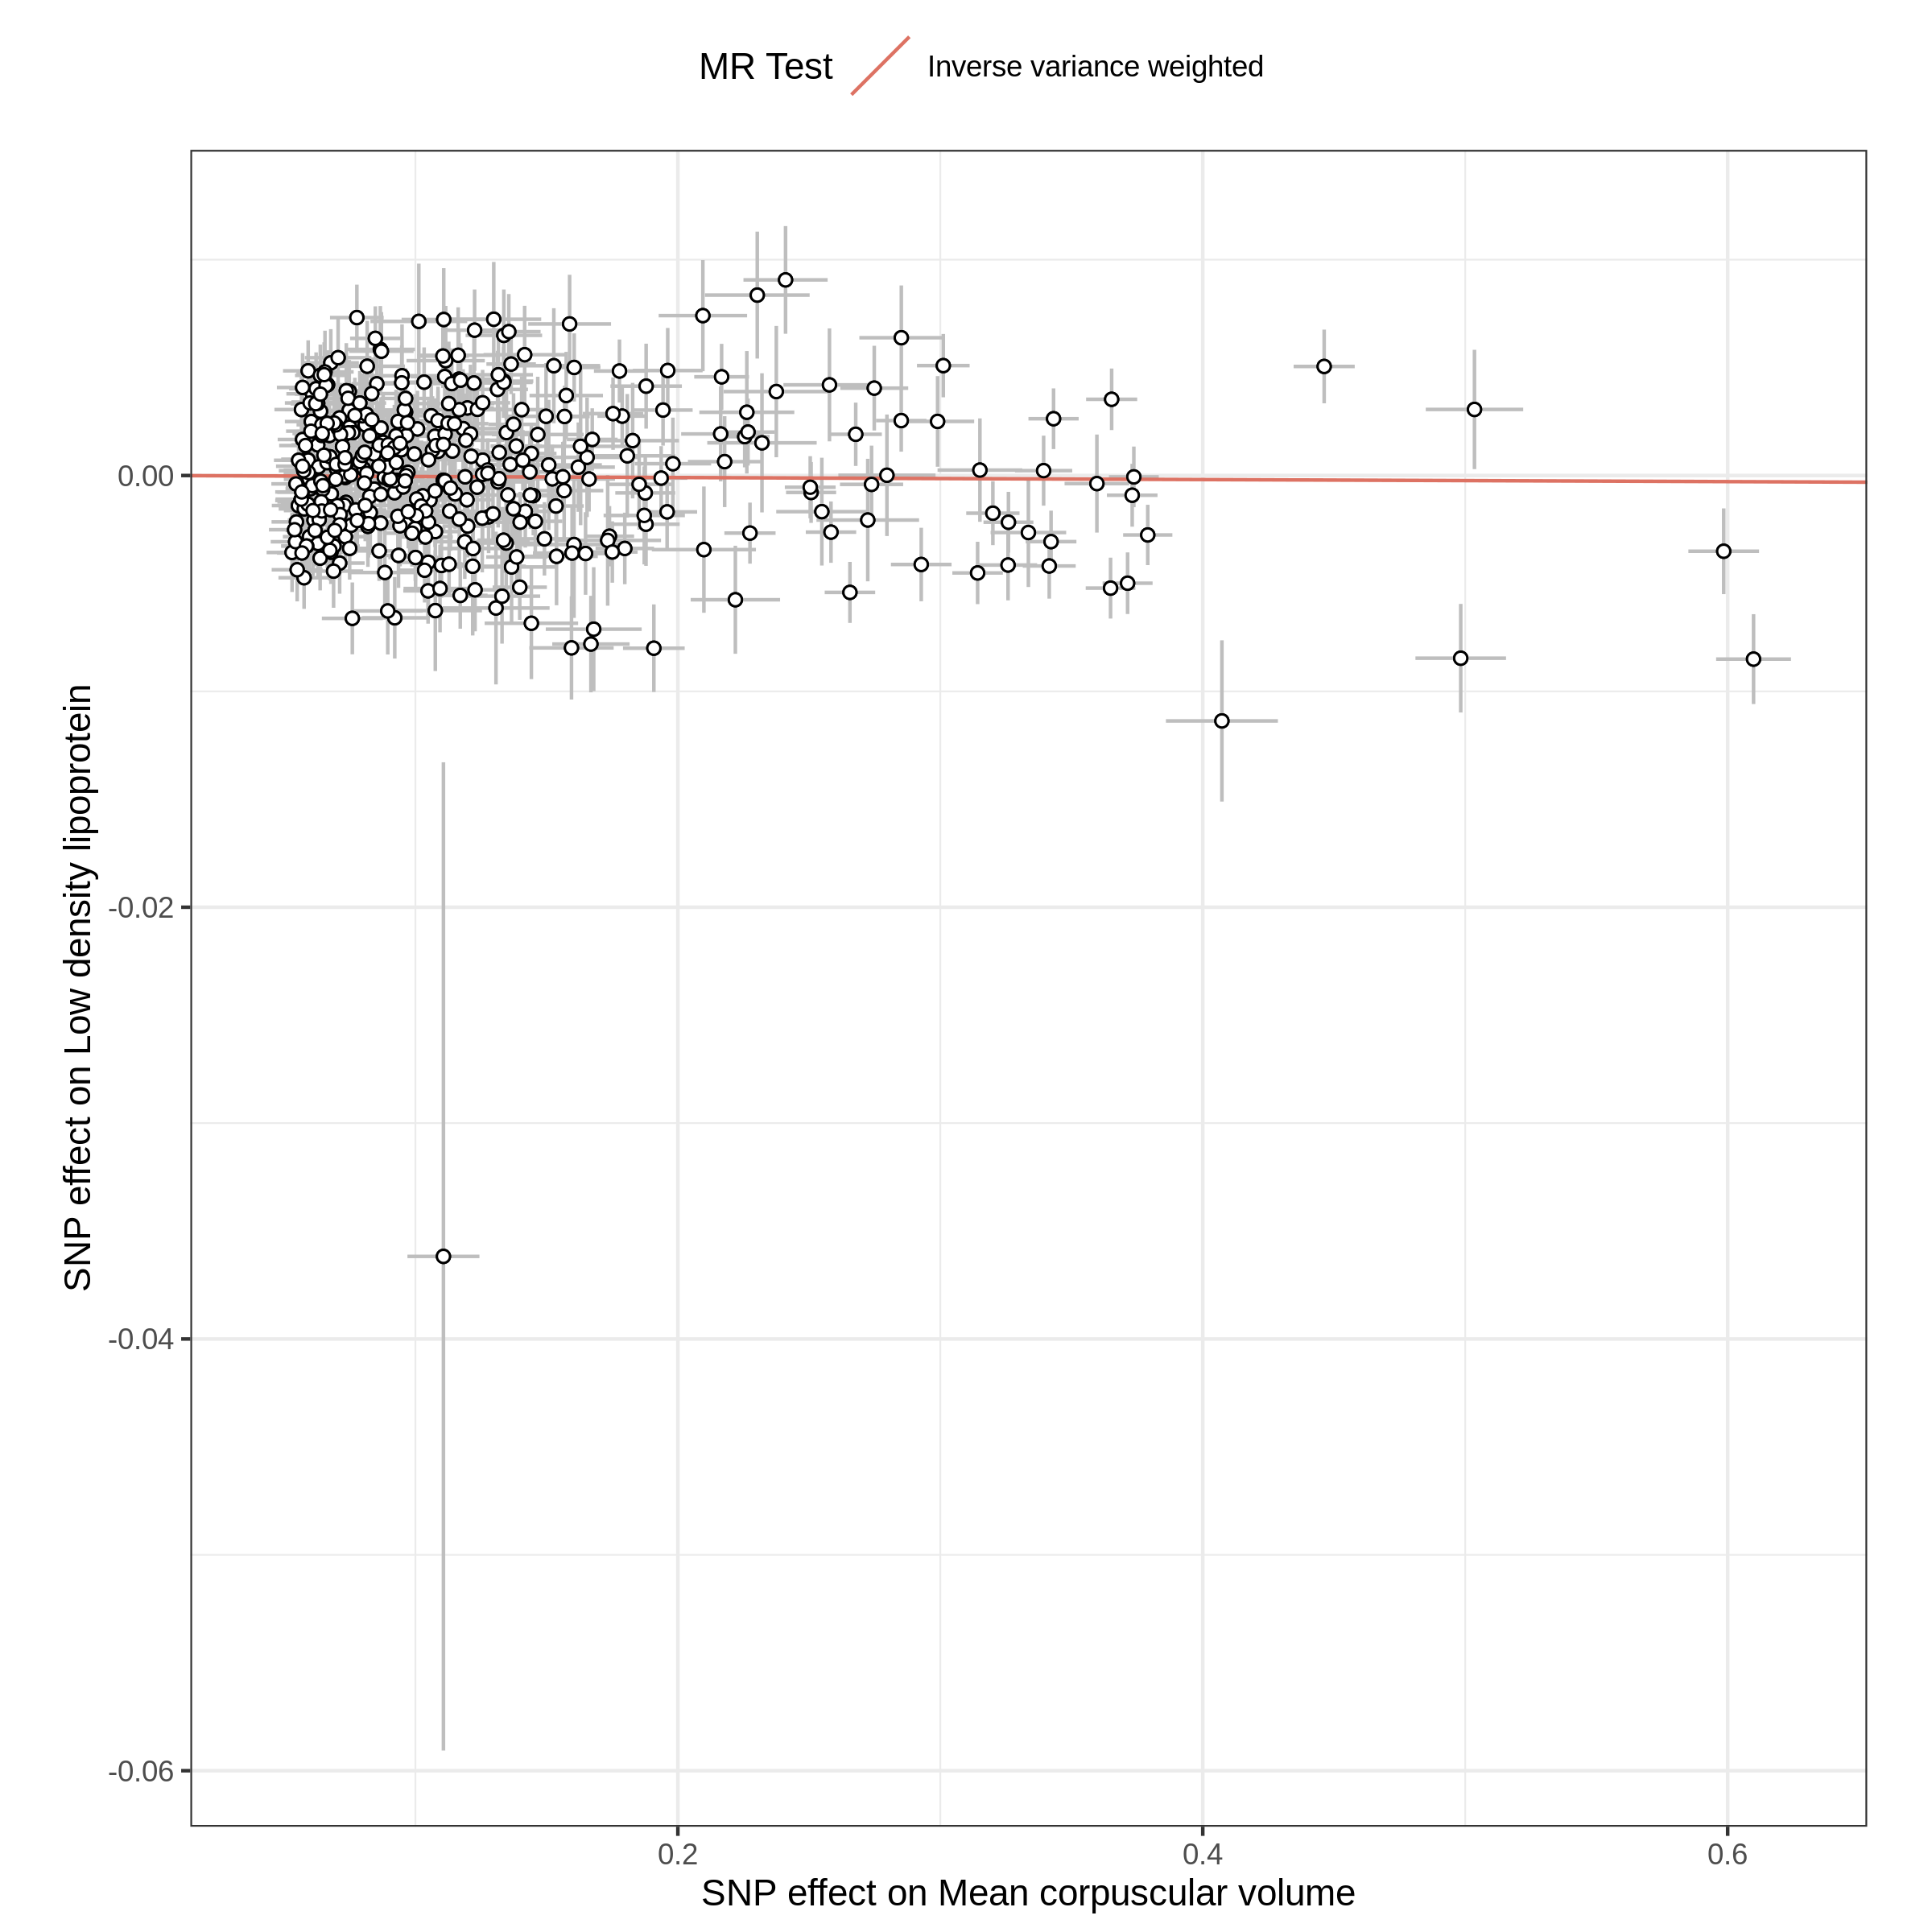 MR Test
Inverse variance weighted
SNP effect on Low density lipoprotein
0.00
-0.02
-0.04
-0.06
0.2
0.4
0.6
SNP effect on Mean corpuscular volume